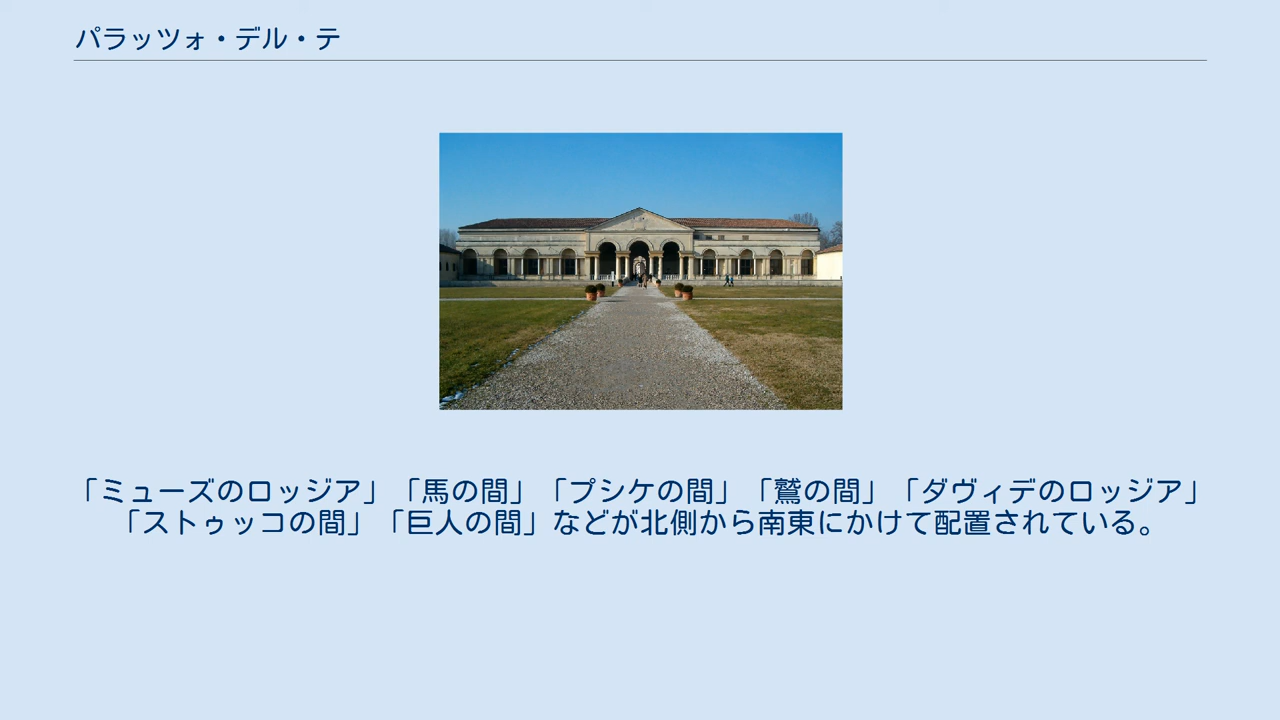 パラッツォ・デル・テ
「ミューズのロッジア」「馬の間」「プシケの間」「鷲の間」「ダヴィデのロッジア」
「ストゥッコの間」「巨人の間」などが北側から南東にかけて配置されている。